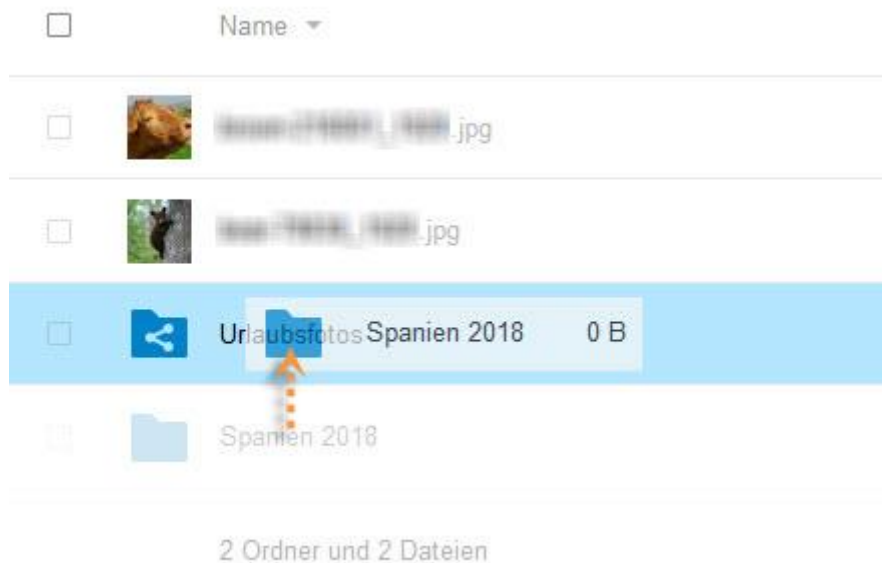 Name
.jpg
.jpg
Urlaubsfotos Spanien 2018 0 B
Spanien 2018
2 Ordner und 2 Dateien